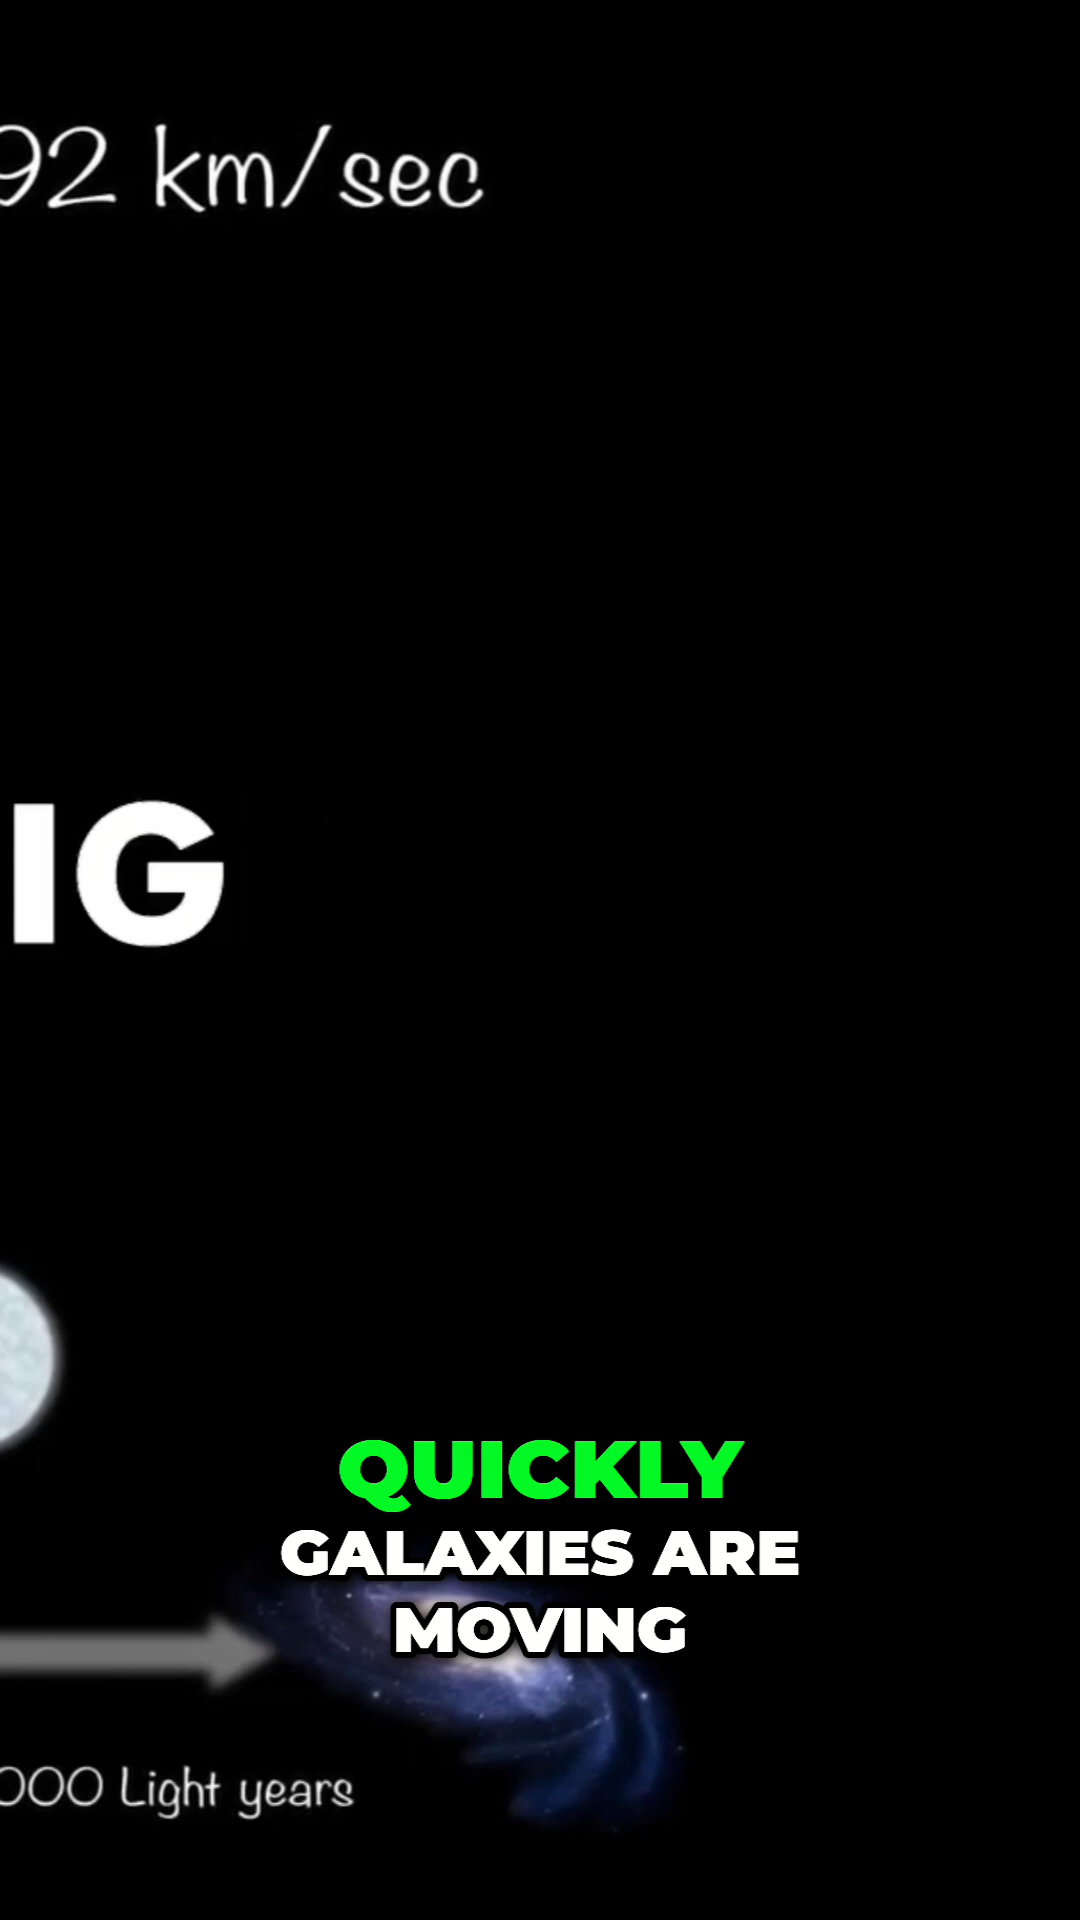 92 km/sec
IG
QUICKLY
GALAXIES ARE
MOVING
000 Light years